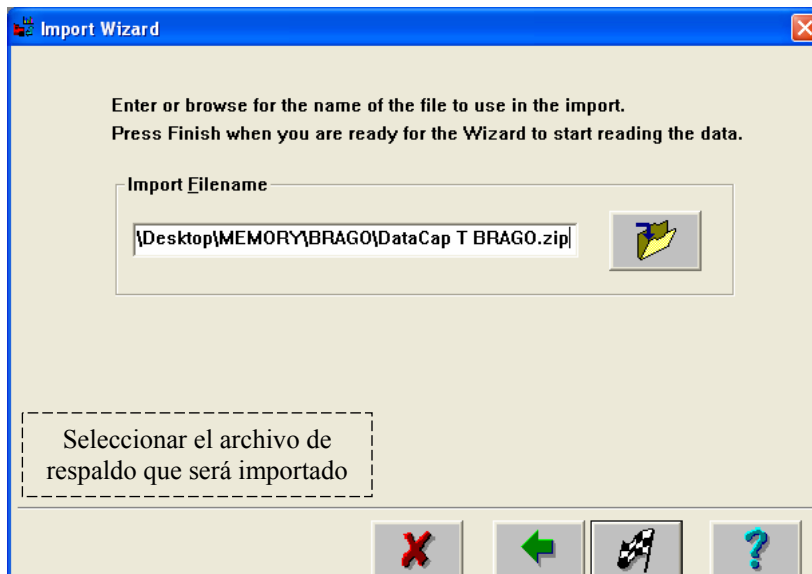 Import Wizard
Enter or browse for the name of the file to use in the import.
Press Finish when you are ready for the Wizard to start reading the data.
Import Filename
\Desktop\MEMORY\BRAGO\DataCap T BRAGO.zip
Seleccionar el archivo de
respaldo que será importado